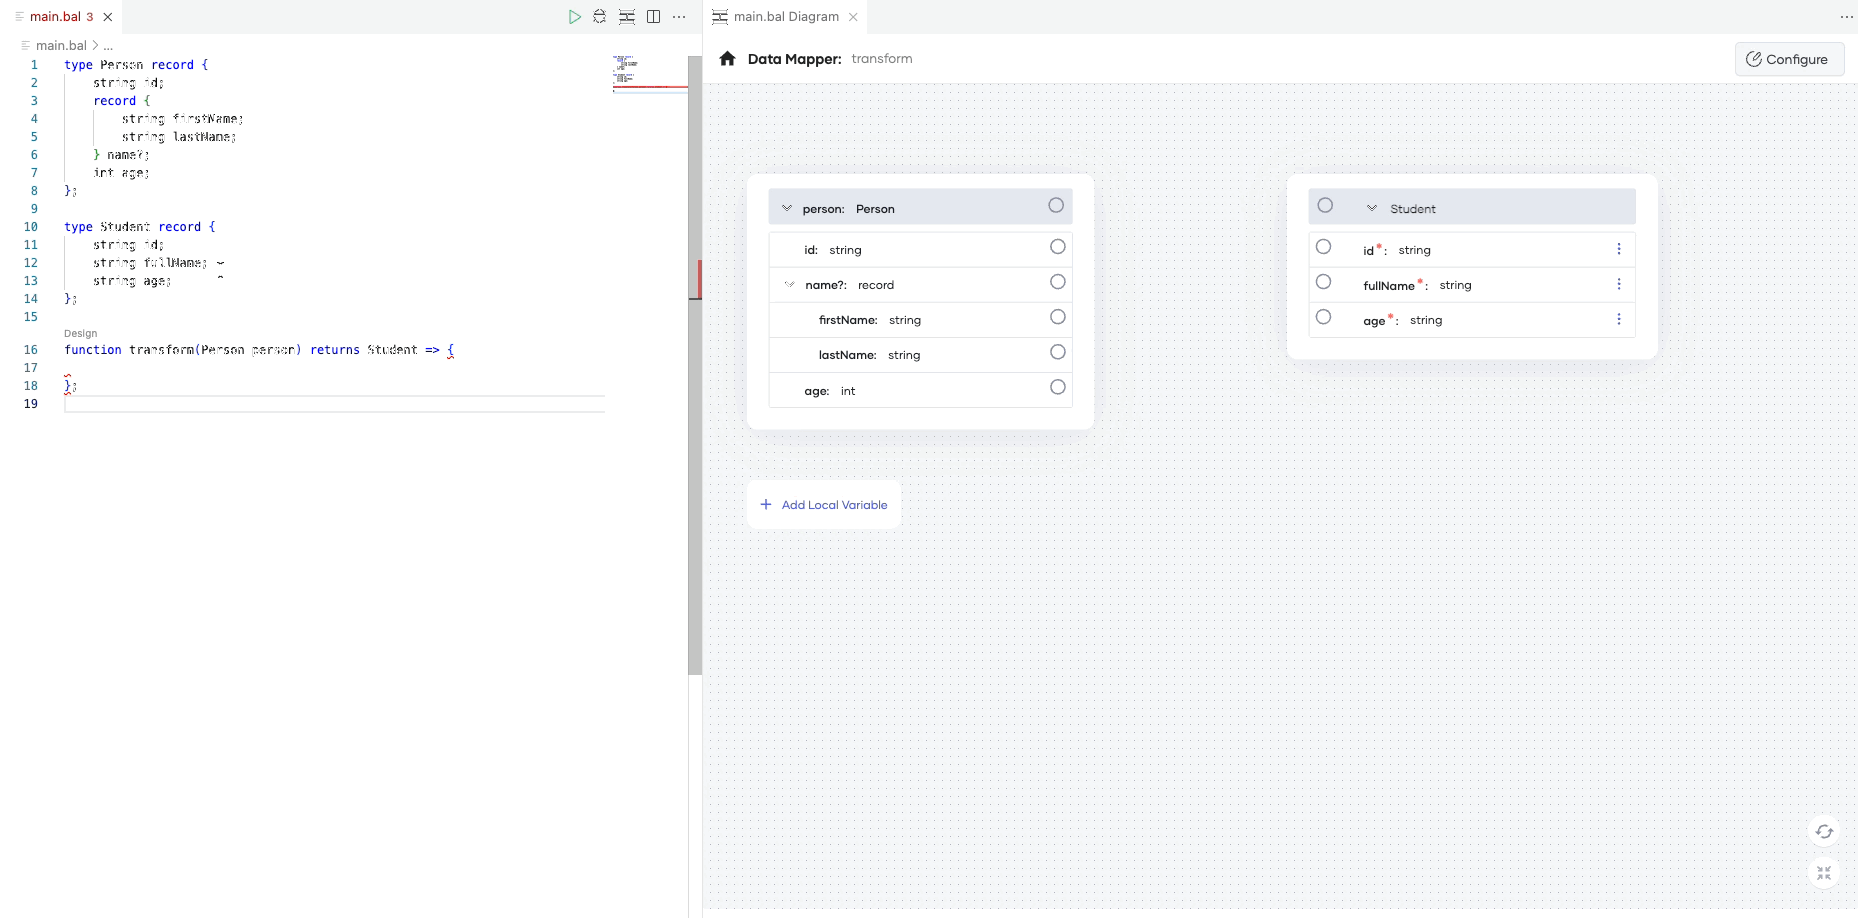 main.bal 3
main.bal > ...
1 type Person record {
2 string id;
3 record {
4 string firstName;
5 string lastName;
6 } name?;
7 int age;
8 };
9
10 type Student record {
11 string id;
12 string fullName;
13 string age;
14 };
15
Design
16 function transform(Person person) returns Student => {
17
18 };
19
main.bal Diagram
Data Mapper: transform
Configure
person: Person
id: string
name?: record
firstName: string
lastName: string
age: int
+ Add Local Variable
Student
id*: string
fullName*: string
age*: string